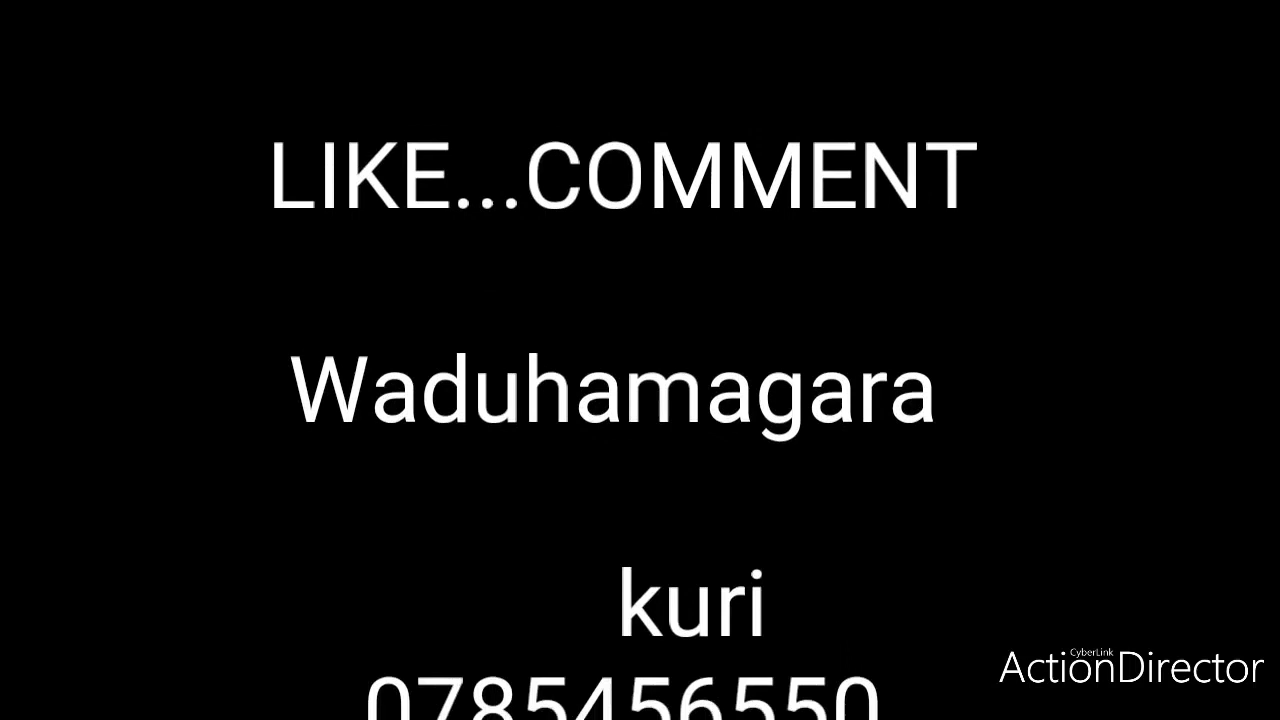 LIKE...COMMENT
Waduhamagara
kuri
0785456550
CyberLink
ActionDirector